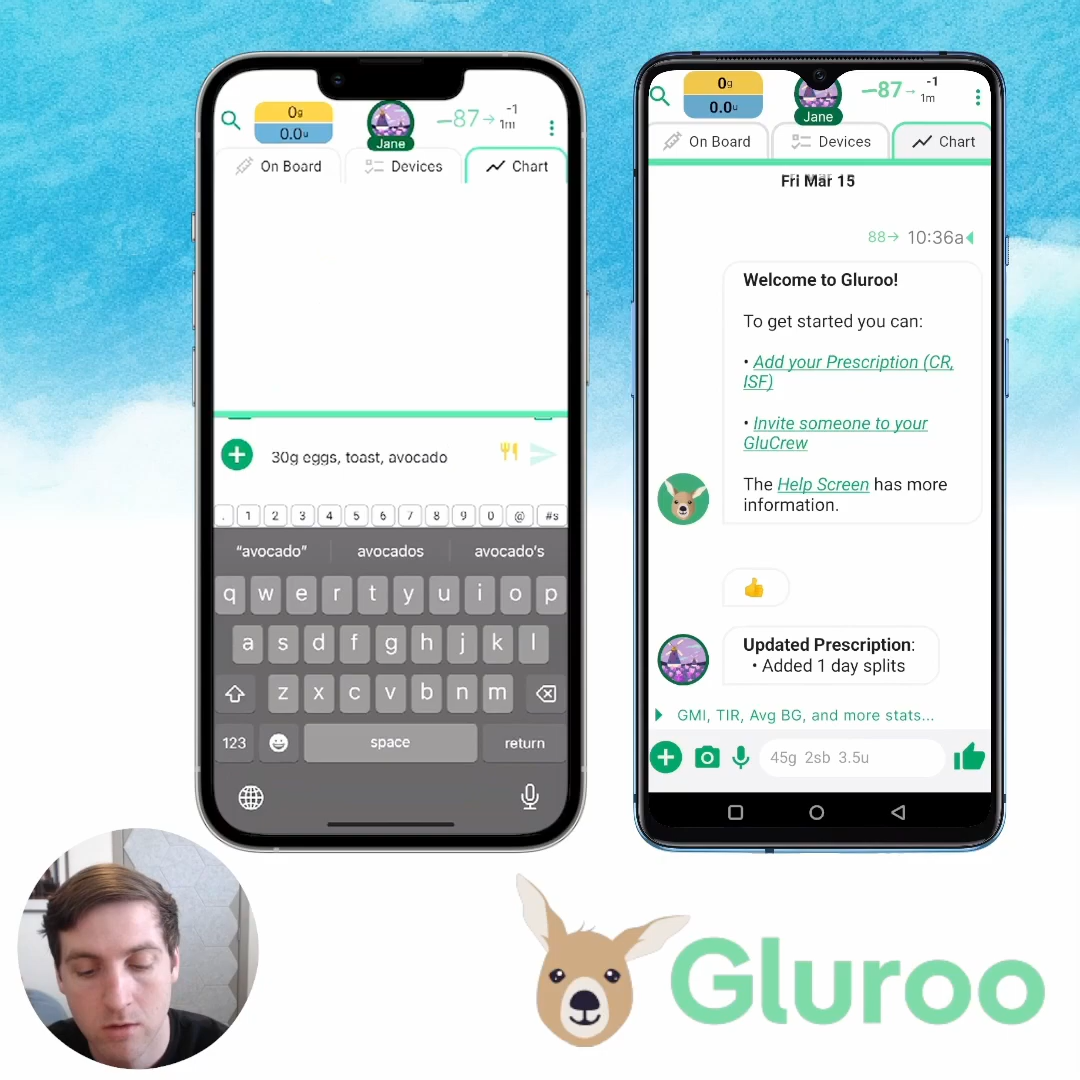 0g
0.0u
Jane
87→
-1
1m
On Board
Devices
Chart
30g eggs, toast, avocado
. 1 2 3 4 5 6 7 8 9 0 @ #s
“avocado” avocados avocado's
q w e r t y u i o p
a s d f g h j k l
z x c v b n m
123 space return
0g
0.0u
Jane
87→
-1
1m
On Board
Devices
Chart
Fri Mar 15
88→ 10:36a
Welcome to Gluroo!
To get started you can:
• Add your Prescription (CR,
ISF)
• Invite someone to your
GluCrew
The Help Screen has more
information.
Updated Prescription:
• Added 1 day splits
GMI, TIR, Avg BG, and more stats...
45g 2sb 3.5u
Gluroo